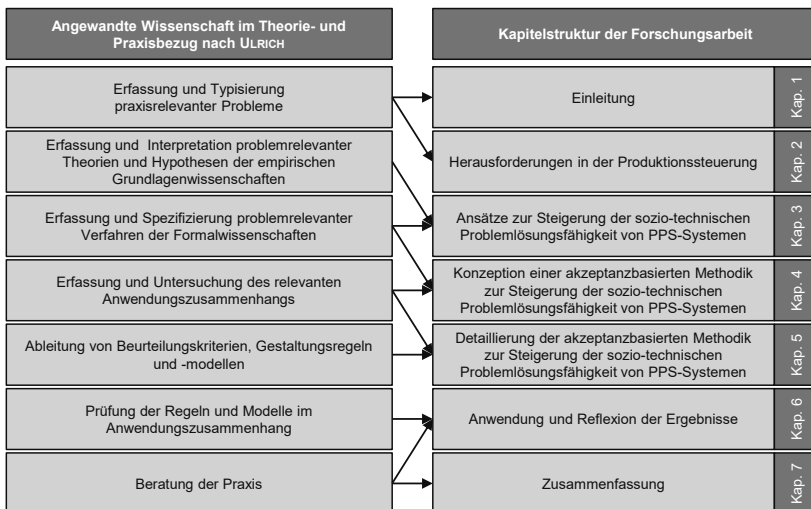 Angewandte Wissenschaft im Theorie- und
Praxisbezug nach ULRICH
Kapitelstruktur der Forschungsarbeit
Erfassung und Typisierung
praxisrelevanter Probleme
Einleitung
Kap. 1
Erfassung und Interpretation problemrelevanter
Theorien und Hypothesen der empirischen
Grundlagenwissenschaften
Herausforderungen in der Produktionssteuerung
Kap. 2
Erfassung und Spezifizierung problemrelevanter
Verfahren der Formalwissenschaften
Ansätze zur Steigerung der sozio-technischen
Problemlösungsfähigkeit von PPS-Systemen
Kap. 3
Erfassung und Untersuchung des relevanten
Anwendungszusammenhangs
Konzeption einer akzeptanzbasierten Methodik
zur Steigerung der sozio-technischen
Problemlösungsfähigkeit von PPS-Systemen
Kap. 4
Ableitung von Beurteilungskriterien, Gestaltungsregeln
und -modellen
Detaillierung der akzeptanzbasierten Methodik
zur Steigerung der sozio-technischen
Problemlösungsfähigkeit von PPS-Systemen
Kap. 5
Prüfung der Regeln und Modelle im
Anwendungszusammenhang
Anwendung und Reflexion der Ergebnisse
Kap. 6
Beratung der Praxis
Zusammenfassung
Kap. 7